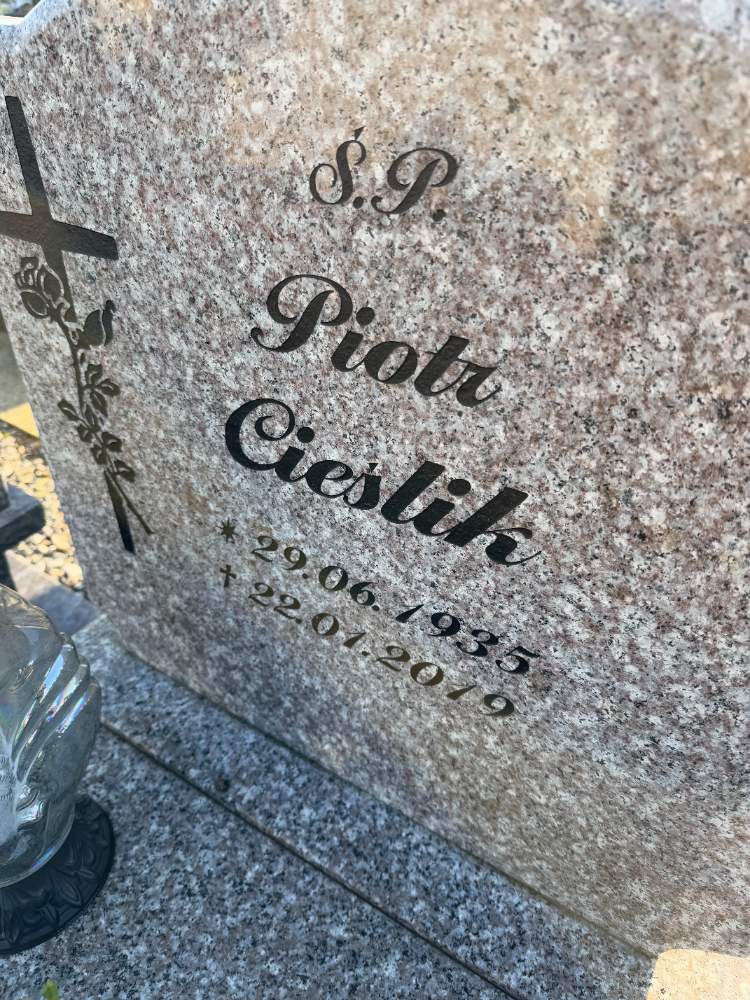 Ś.P.
Piotr
Cieślik
* 29.06.1935
† 22.01.2019